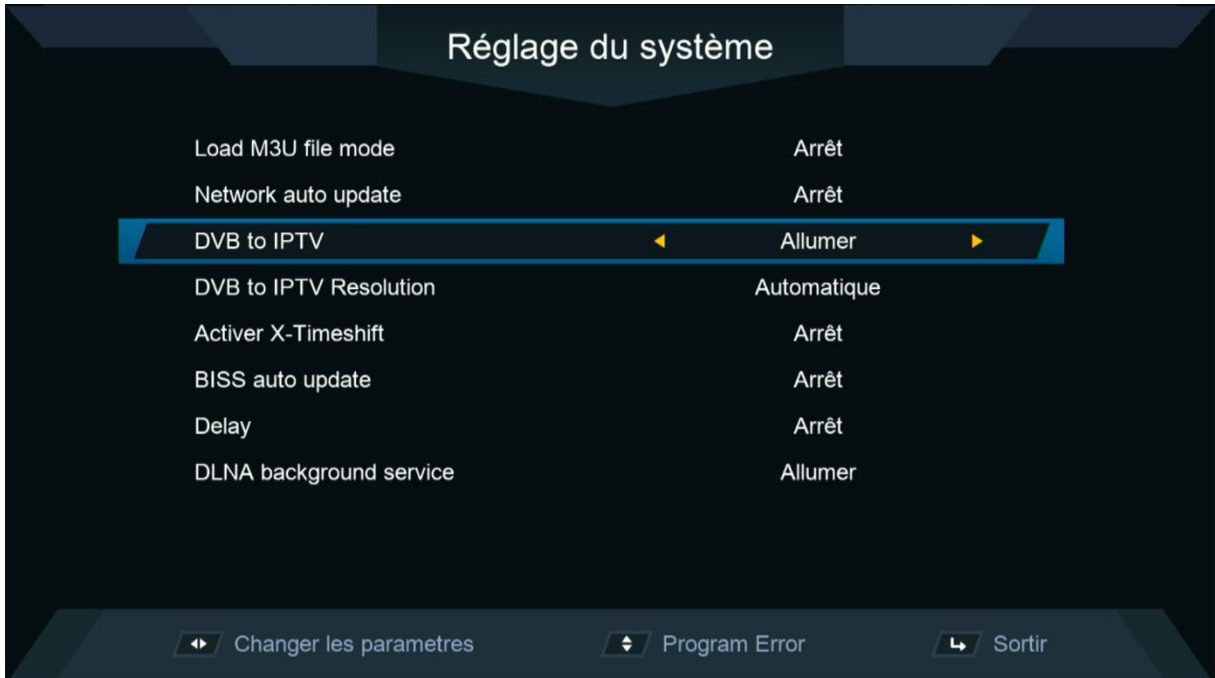 Réglage du système
Load M3U file mode Arrêt
Network auto update Arrêt
DVB to IPTV Allumer
DVB to IPTV Resolution Automatique
Activer X-Timeshift Arrêt
BISS auto update Arrêt
Delay Arrêt
DLNA background service Allumer
Changer les parametres Program Error Sortir